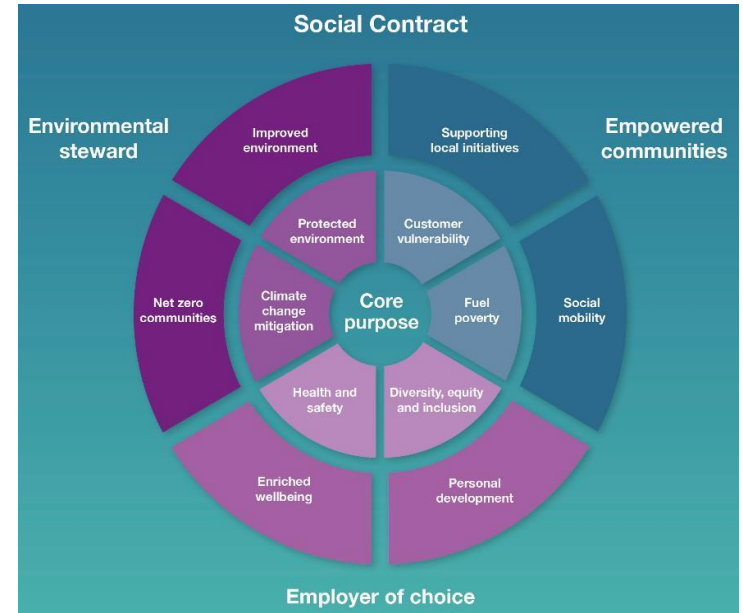 Social Contract
Environmental
steward
Empowered
communities
Improved
environment
Supporting
local initiatives
Protected
environment
Customer
vulnerability
Net zero
communities
Climate
change
mitigation
Core
purpose
Fuel
poverty
Social
mobility
Health and
safety
Diversity, equity
and inclusion
Enriched
wellbeing
Personal
development
Employer of choice